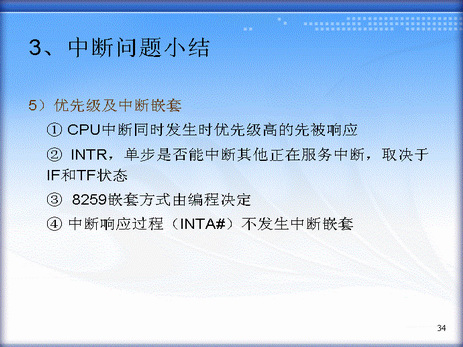 3、中断问题小结
5）优先级及中断嵌套
① CPU中断同时发生时优先级高的先被响应
② INTR，单步是否能中断其他正在服务中断，取决于
IF和TF状态
③ 8259嵌套方式由编程决定
④ 中断响应过程（INTA#）不发生中断嵌套
34